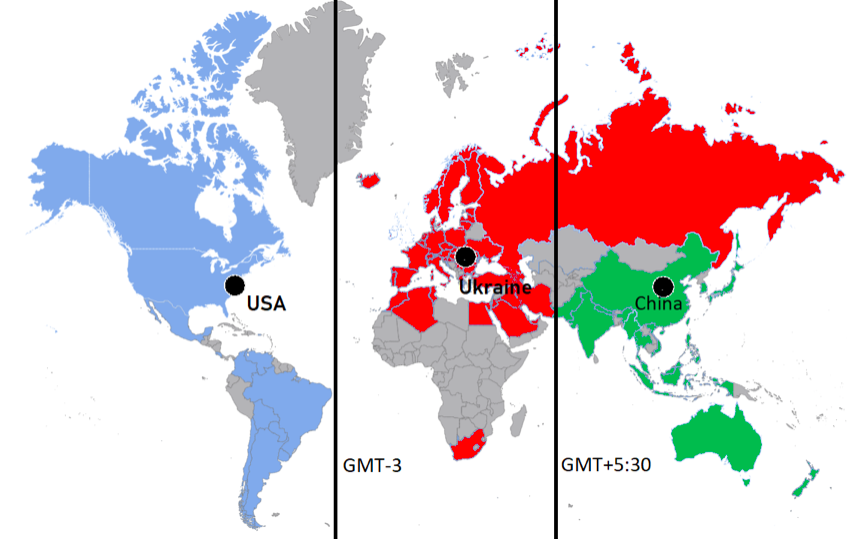 USA
Ukraine
China
GMT-3
GMT+5:30